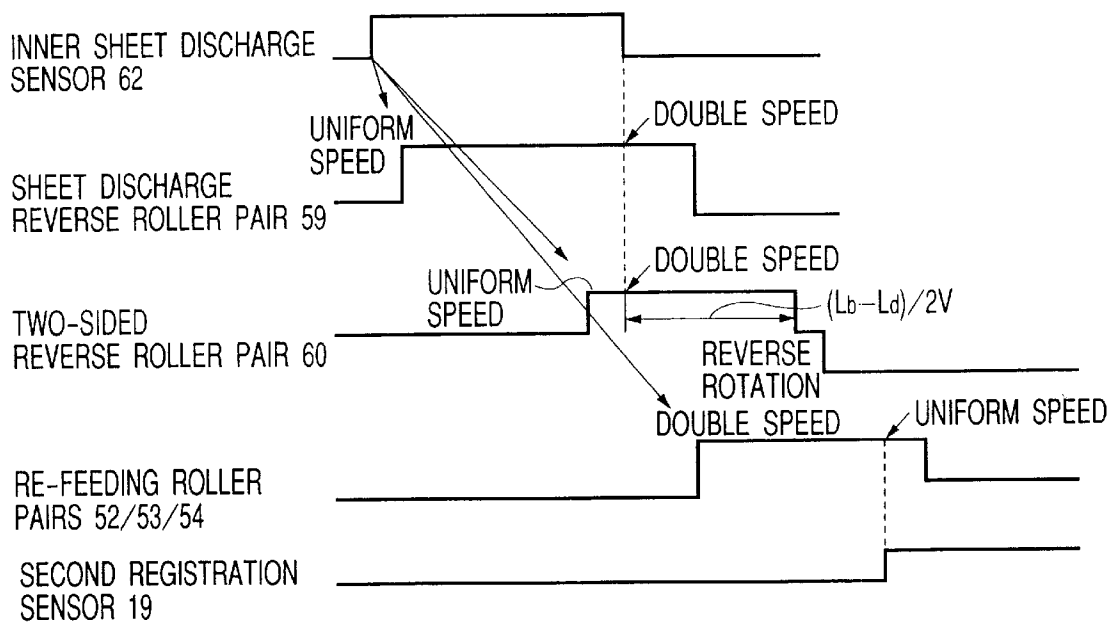 INNER SHEET DISCHARGE
SENSOR 62
UNIFORM
SPEED
DOUBLE SPEED
SHEET DISCHARGE
REVERSE ROLLER PAIR 59
DOUBLE SPEED
UNIFORM
SPEED
(Lb-Ld)/2V
TWO-SIDED
REVERSE ROLLER PAIR 60
REVERSE
ROTATION
DOUBLE SPEED
UNIFORM SPEED
RE-FEEDING ROLLER
PAIRS 52/53/54
SECOND REGISTRATION
SENSOR 19